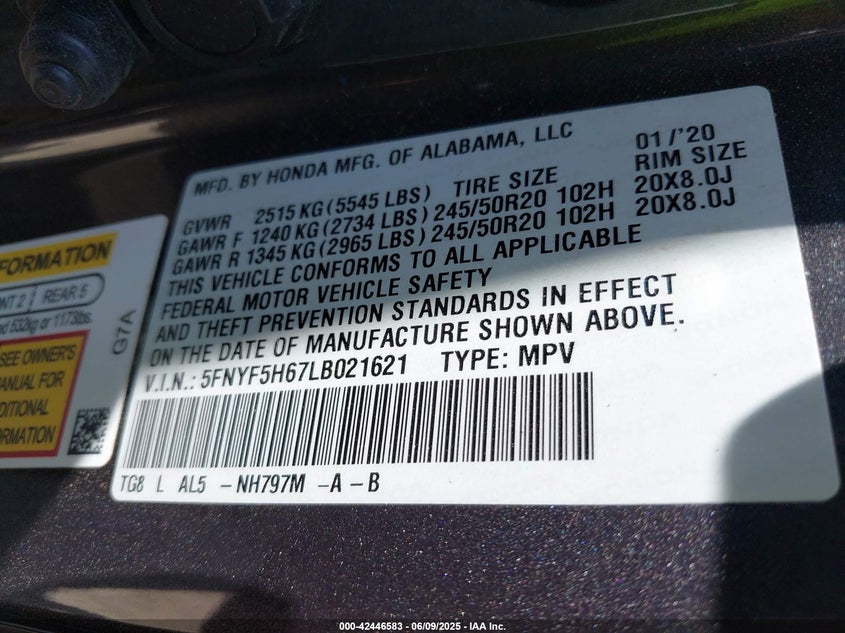 MFD. BY HONDA MFG. OF ALABAMA, LLC 01/'20
GVWR 2515 KG (5545 LBS) TIRE SIZE RIM SIZE
GAWR F 1240 KG (2734 LBS) 245/50R20 102H 20X8.0J
GAWR R 1345 KG (2965 LBS) 245/50R20 102H 20X8.0J
THIS VEHICLE CONFORMS TO ALL APPLICABLE
FEDERAL MOTOR VEHICLE SAFETY
AND THEFT PREVENTION STANDARDS IN EFFECT
ON THE DATE OF MANUFACTURE SHOWN ABOVE.
V.I.N.: 5FNYF5H67LB021621 TYPE: MPV
TG8 L AL5 -NH797M -A -B
REAR 5
532kg or 1173lbs.
SEE OWNER'S
FOR
G7A
000-42446583 - 06/09/2025 - IAA Inc.